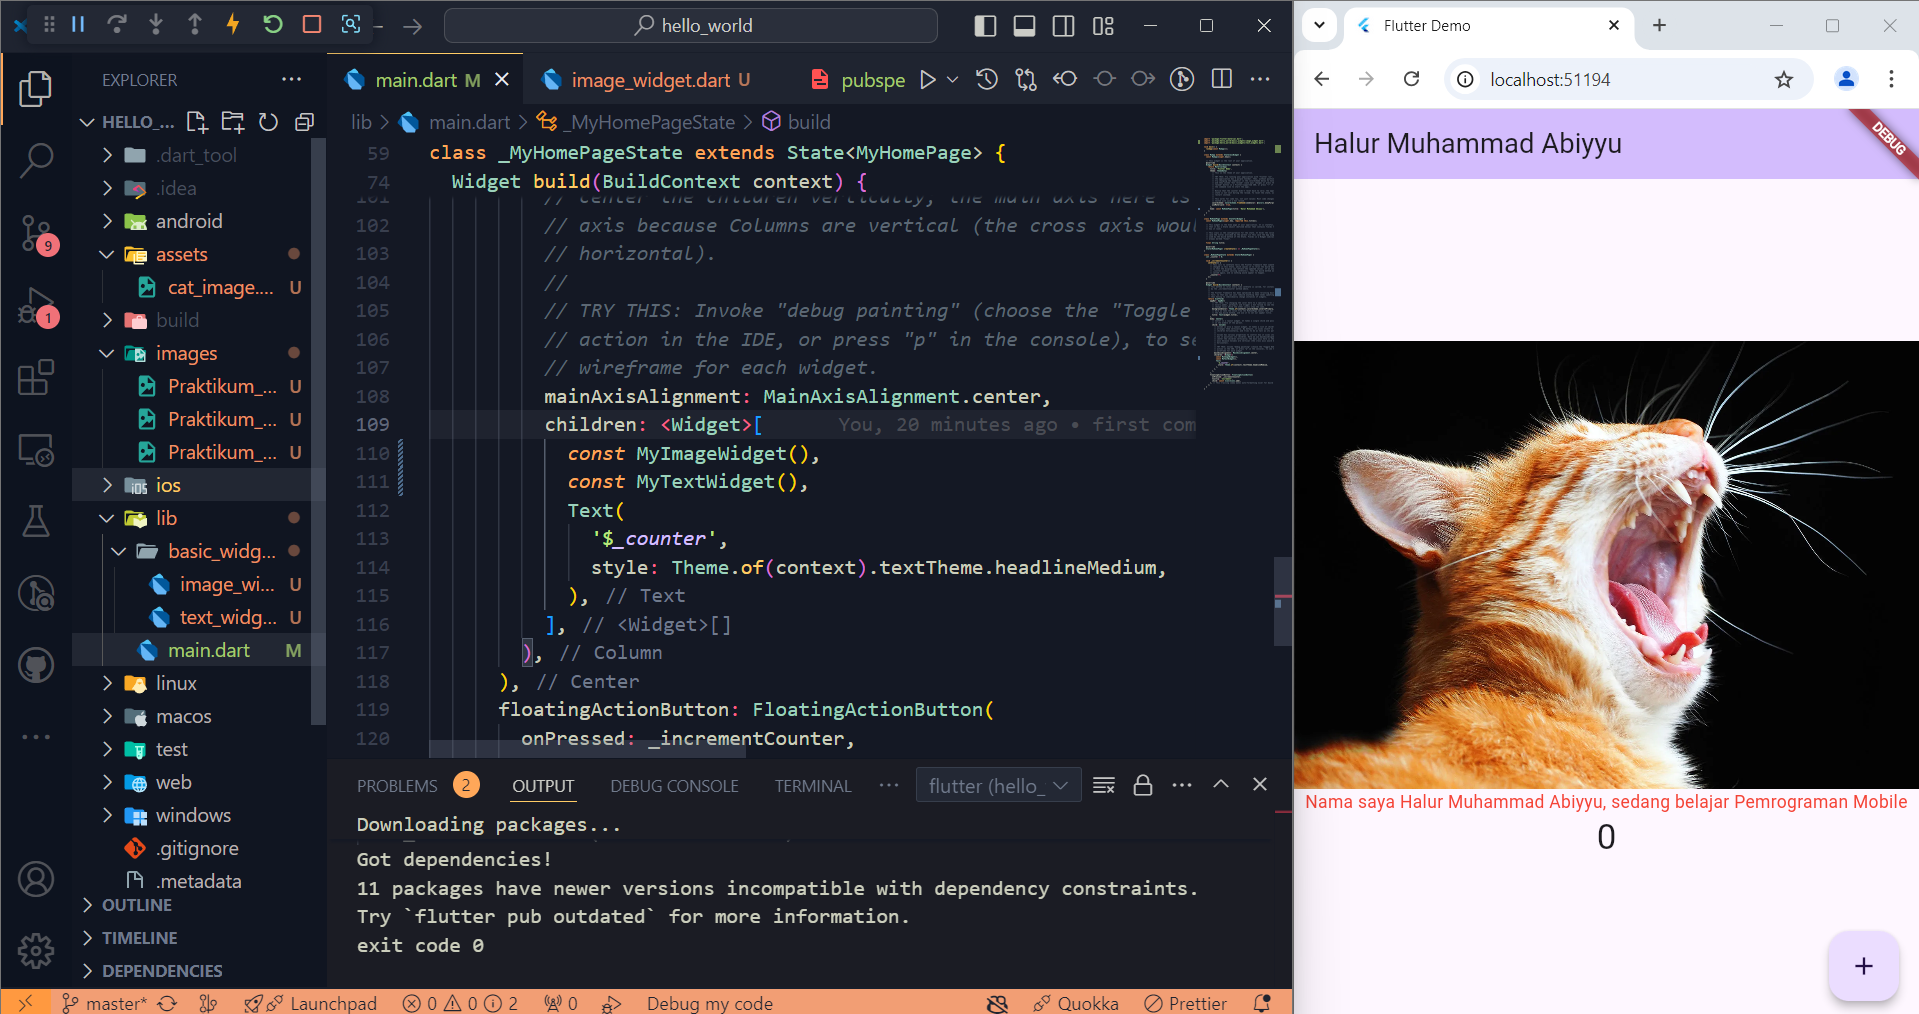 hello_world
EXPLORER
HELLO_...
.dart_tool
.idea
android
assets
cat_image.... U
build
images
Praktikum_... U
Praktikum_... U
Praktikum_... U
ios
lib
basic_widg...
image_wi... U
text_widg... U
main.dart M
linux
macos
test
web
windows
.gitignore
.metadata
OUTLINE
TIMELINE
DEPENDENCIES
9
1
main.dart M
image_widget.dart U
pubspe
lib > main.dart > _MyHomePageState > build
59 class _MyHomePageState extends State<MyHomePage> {
74 Widget build(BuildContext context) {
101 // center the children vertically; the main axis here is
102 // axis because Columns are vertical (the cross axis wou
103 // horizontal).
104 //
105 // TRY THIS: Invoke "debug painting" (choose the "Toggle
106 // action in the IDE, or press "p" in the console), to se
107 // wireframe for each widget.
108 mainAxisAlignment: MainAxisAlignment.center,
109 children: <Widget>[ You, 20 minutes ago • first com
110 const MyImageWidget(),
111 const MyTextWidget(),
112 Text(
113 '$_counter',
114 style: Theme.of(context).textTheme.headlineMedium,
115 ), // Text
116 ], // <Widget>[]
117 ), // Column
118 ), // Center
119 floatingActionButton: FloatingActionButton(
120 onPressed: _incrementCounter,
PROBLEMS 2 OUTPUT DEBUG CONSOLE TERMINAL
flutter (hello_
Downloading packages...
Got dependencies!
11 packages have newer versions incompatible with dependency constraints.
Try `flutter pub outdated` for more information.
exit code 0
master* Launchpad 0 0 2 0 Debug my code Quokka Prettier
Flutter Demo
localhost:51194
Halur Muhammad Abiyyu
DEBUG
Nama saya Halur Muhammad Abiyyu, sedang belajar Pemrograman Mobile
0
+